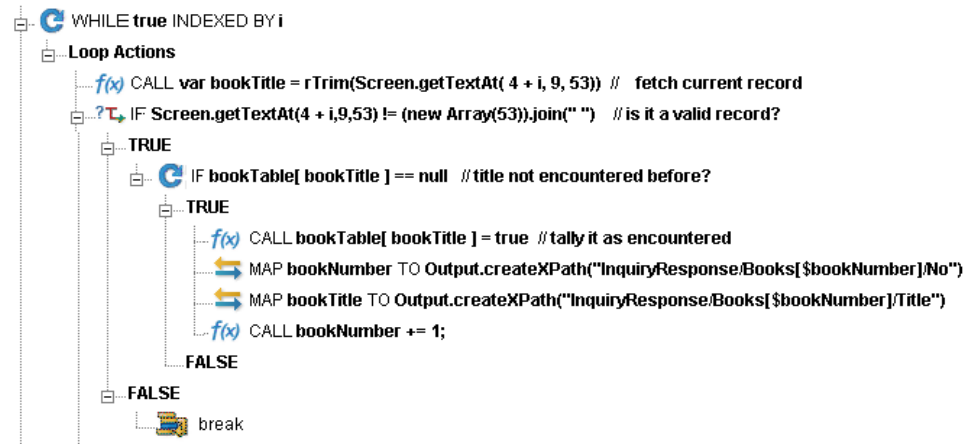 WHILE true INDEXED BY i
Loop Actions
f(x) CALL var bookTitle = rTrim(Screen.getTextAt( 4 + i, 9, 53)) // fetch current record
? IF Screen.getTextAt(4 + i,9,53) != (new Array(53)).join(" ") // is it a valid record?
TRUE
IF bookTable[ bookTitle ] == null // title not encountered before?
TRUE
f(x) CALL bookTable[ bookTitle ] = true // tally it as encountered
MAP bookNumber TO Output.createXPath("InquiryResponse/Books[$bookNumber]/No")
MAP bookTitle TO Output.createXPath("InquiryResponse/Books[$bookNumber]/Title")
f(x) CALL bookNumber += 1;
FALSE
FALSE
break